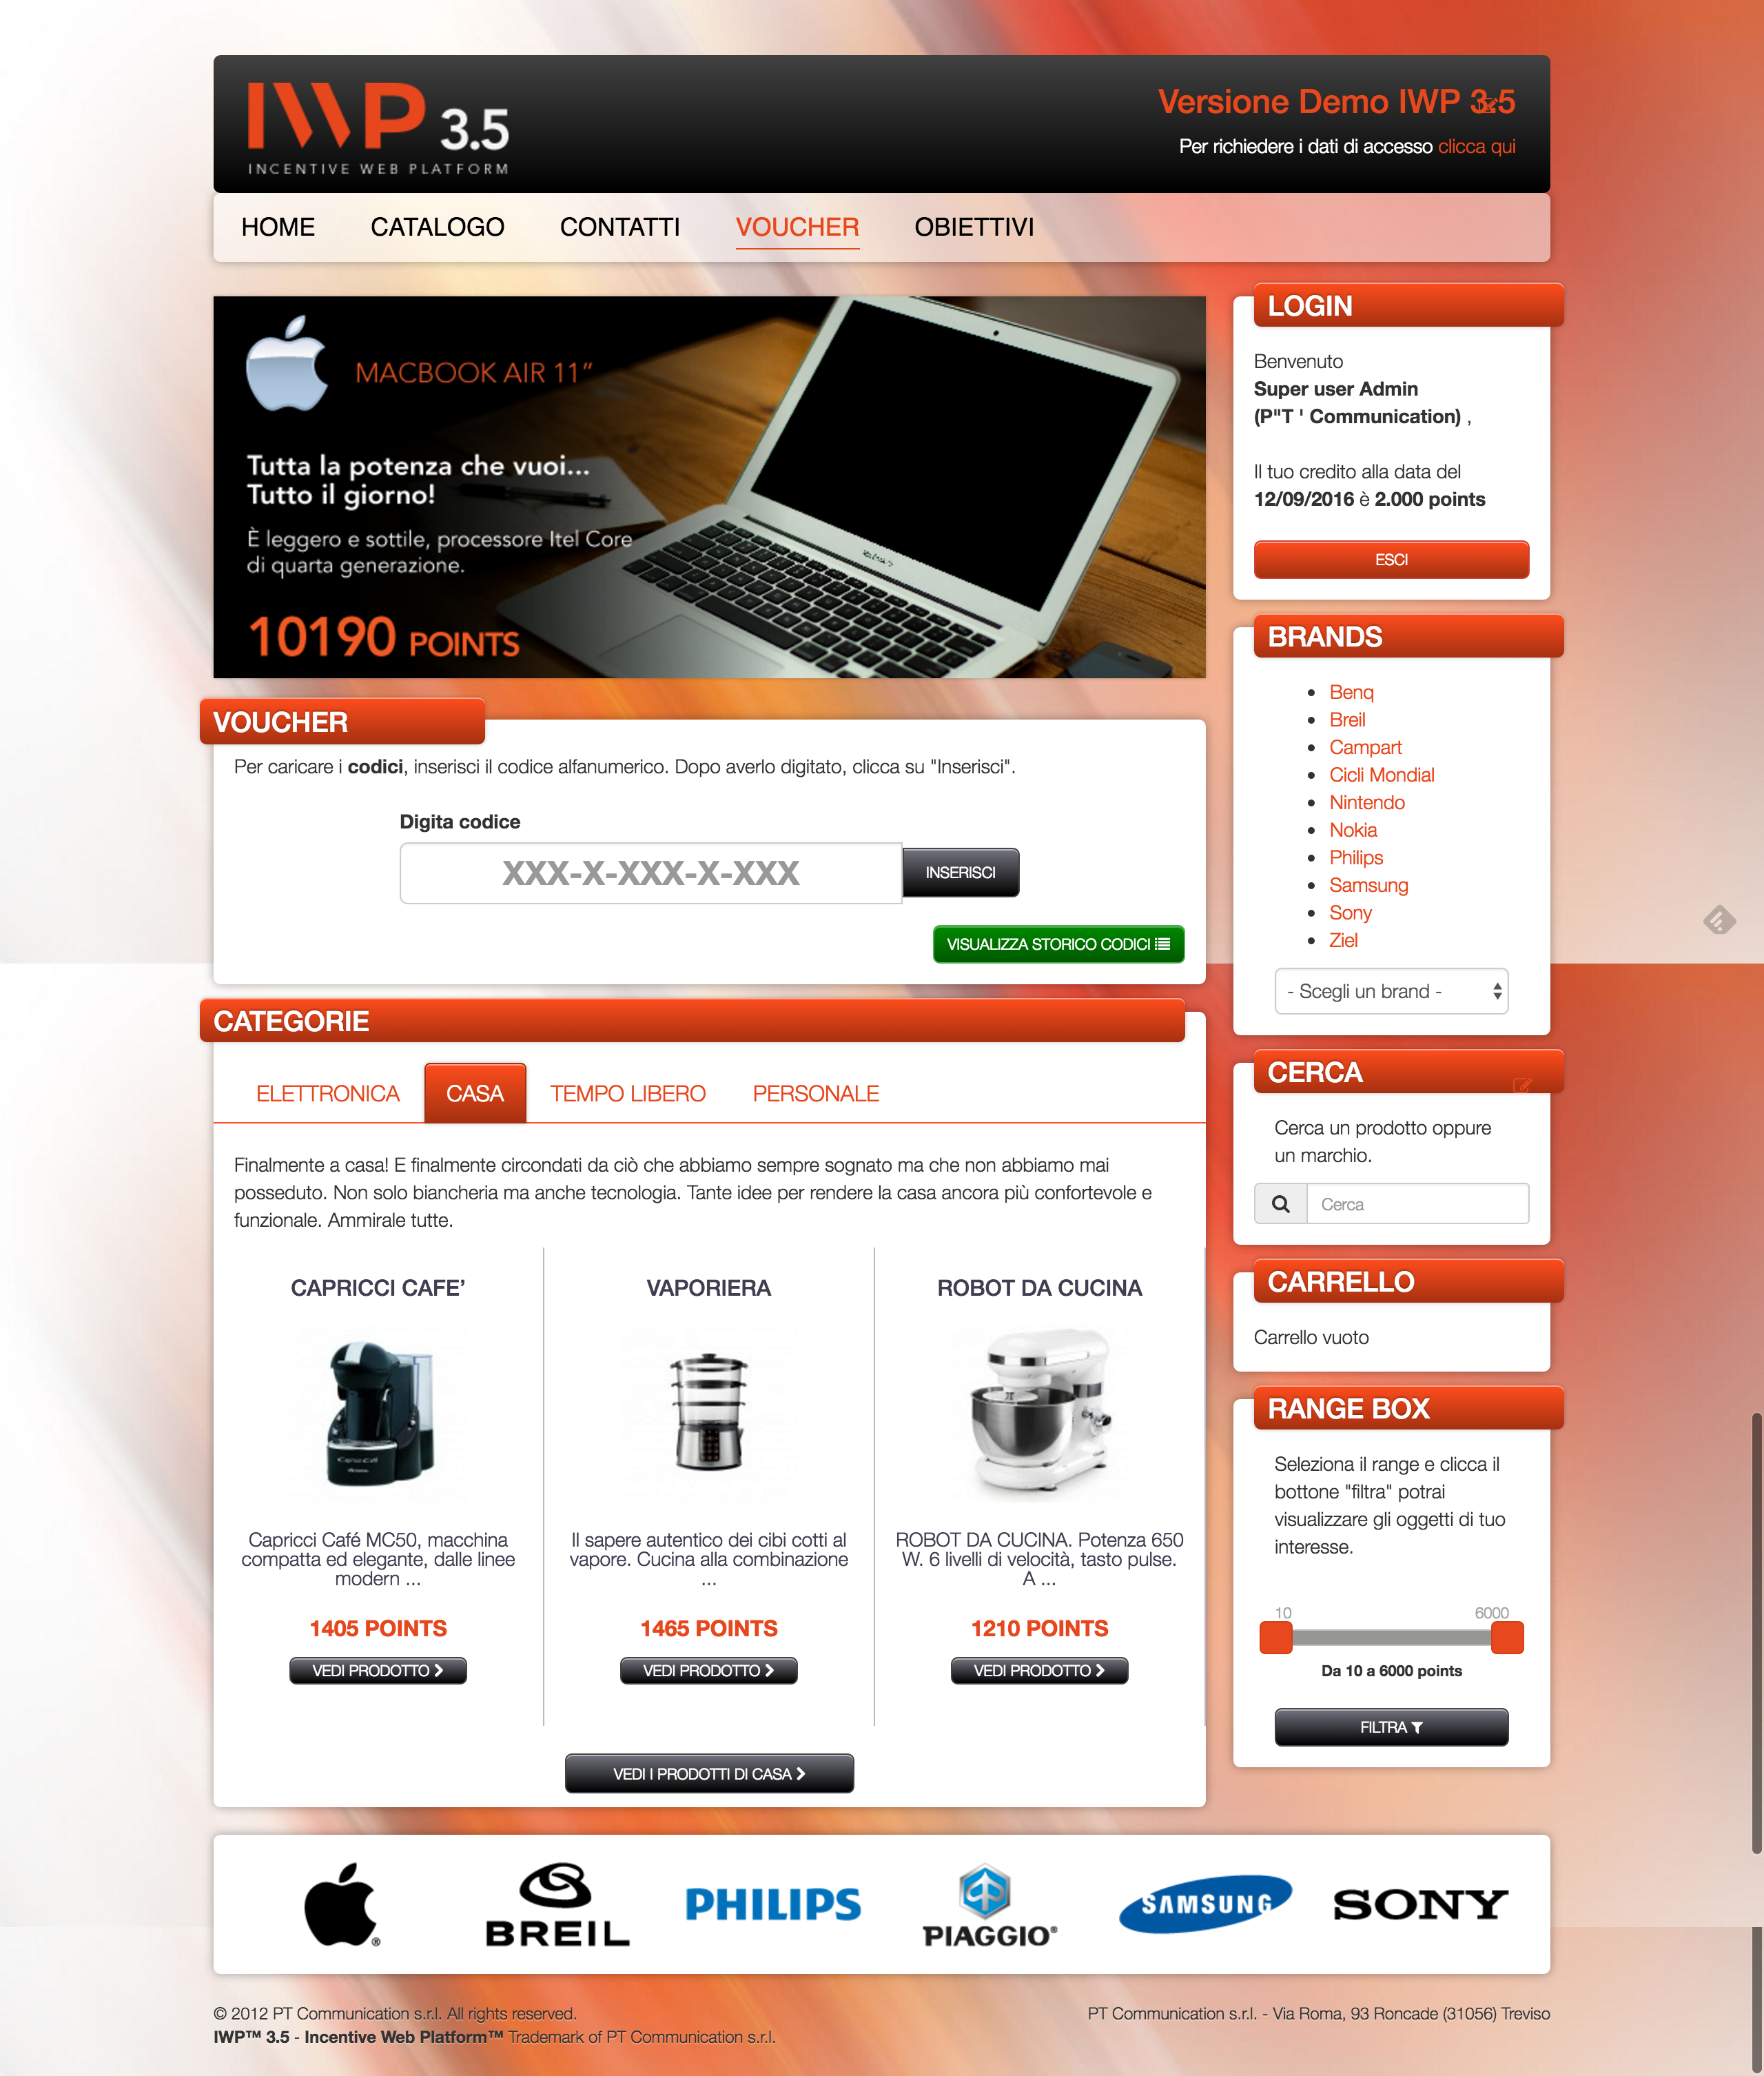 IWP 3.5
INCENTIVE WEB PLATFORM
Versione Demo IWP 3.5
Per richiedere i dati di accesso clicca qui
HOME CATALOGO CONTATTI VOUCHER OBIETTIVI
MACBOOK AIR 11”
Tutta la potenza che vuoi...
Tutto il giorno!
È leggero e sottile, processore Itel Core
di quarta generazione.
10190 POINTS
VOUCHER
Per caricare i codici, inserisci il codice alfanumerico. Dopo averlo digitato, clicca su "Inserisci".
Digita codice
XXX-X-XXX-X-XXX
INSERISCI
VISUALIZZA STORICO CODICI
CATEGORIE
ELETTRONICA CASA TEMPO LIBERO PERSONALE
Finalmente a casa! E finalmente circondati da ciò che abbiamo sempre sognato ma che non abbiamo mai
posseduto. Non solo biancheria ma anche tecnologia. Tante idee per rendere la casa ancora più confortevole e
funzionale. Ammirale tutte.
CAPRICCI CAFE’
Capricci Café MC50, macchina
compatta ed elegante, dalle linee
modern ...
1405 POINTS
VEDI PRODOTTO
VAPORIERA
Il sapere autentico dei cibi cotti al
vapore. Cucina alla combinazione
...
1465 POINTS
VEDI PRODOTTO
ROBOT DA CUCINA
ROBOT DA CUCINA. Potenza 650
W. 6 livelli di velocità, tasto pulse.
A ...
1210 POINTS
VEDI PRODOTTO
VEDI I PRODOTTI DI CASA
LOGIN
Benvenuto
Super user Admin
(P"T ' Communication) ,
Il tuo credito alla data del
12/09/2016 è 2.000 points
ESCI
BRANDS
Benq
Breil
Campart
Cicli Mondial
Nintendo
Nokia
Philips
Samsung
Sony
Ziel
- Scegli un brand -
CERCA
Cerca un prodotto oppure
un marchio.
Cerca
CARRELLO
Carrello vuoto
RANGE BOX
Seleziona il range e clicca il
bottone "filtra" potrai
visualizzare gli oggetti di tuo
interesse.
10 6000
Da 10 a 6000 points
FILTRA
BREIL
PHILIPS
PIAGGIO®
SAMSUNG
SONY
© 2012 PT Communication s.r.l. All rights reserved.
IWP™ 3.5 - Incentive Web Platform™ Trademark of PT Communication s.r.l.
PT Communication s.r.l. - Via Roma, 93 Roncade (31056) Treviso